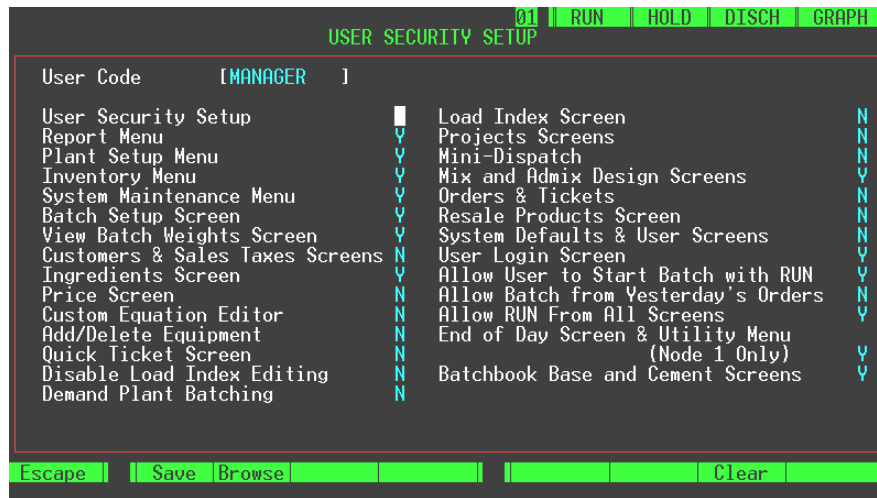 01 RUN HOLD DISCH GRAPH
USER SECURITY SETUP
User Code [MANAGER ]
User Security Setup Load Index Screen N
Report Menu Y Projects Screens N
Plant Setup Menu Y Mini-Dispatch N
Inventory Menu Y Mix and Admix Design Screens Y
System Maintenance Menu Y Orders & Tickets N
Batch Setup Screen Y Resale Products Screen N
View Batch Weights Screen Y System Defaults & User Screens N
Customers & Sales Taxes Screens N User Login Screen Y
Ingredients Screen Y Allow User to Start Batch with RUN Y
Price Screen N Allow Batch from Yesterday's Orders N
Custom Equation Editor N Allow RUN From All Screens Y
Add/Delete Equipment N End of Day Screen & Utility Menu
Quick Ticket Screen N (Node 1 Only) Y
Disable Load Index Editing N Batchbook Base and Cement Screens Y
Demand Plant Batching N
Escape Save Browse Clear